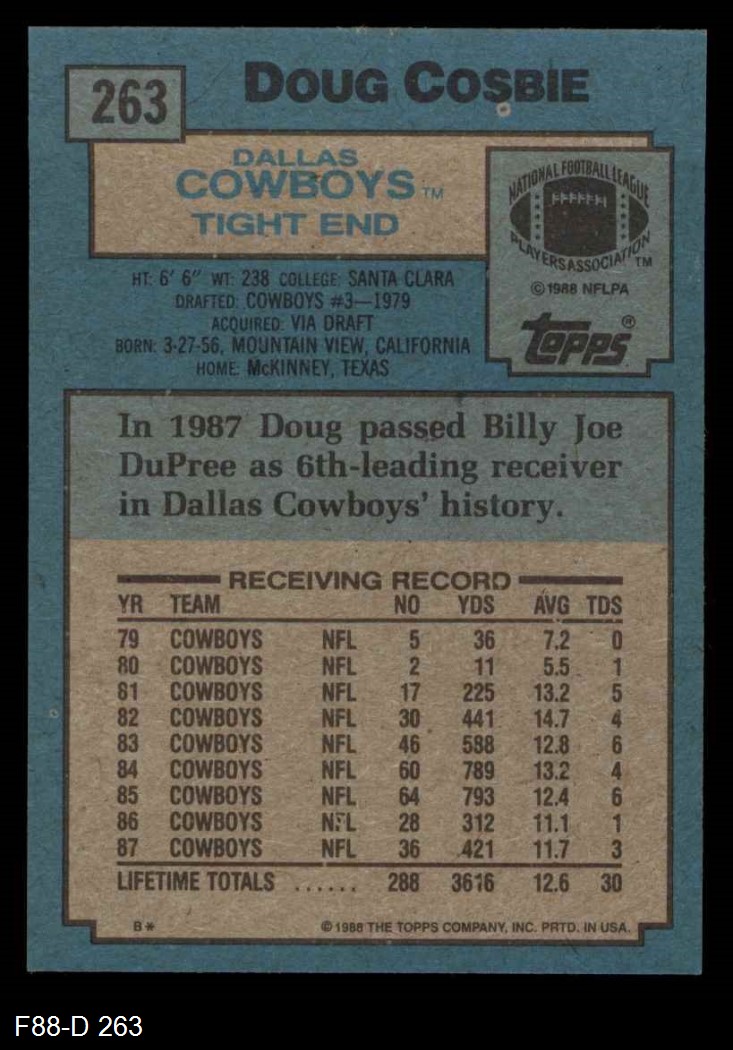 263
DOUG COSBIE
DALLAS
COWBOYS TM
TIGHT END
NATIONAL FOOTBALL LEAGUE
PLAYERS ASSOCIATION TM
© 1988 NFLPA
topps®
HT: 6' 6" WT: 238 COLLEGE: SANTA CLARA
DRAFTED: COWBOYS #3—1979
ACQUIRED: VIA DRAFT
BORN: 3-27-56, MOUNTAIN VIEW, CALIFORNIA
HOME: McKINNEY, TEXAS
In 1987 Doug passed Billy Joe
DuPree as 6th-leading receiver
in Dallas Cowboys' history.
RECEIVING RECORD
YR TEAM NO YDS AVG TDS
79 COWBOYS NFL 5 36 7.2 0
80 COWBOYS NFL 2 11 5.5 1
81 COWBOYS NFL 17 225 13.2 5
82 COWBOYS NFL 30 441 14.7 4
83 COWBOYS NFL 46 588 12.8 6
84 COWBOYS NFL 60 789 13.2 4
85 COWBOYS NFL 64 793 12.4 6
86 COWBOYS NFL 28 312 11.1 1
87 COWBOYS NFL 36 421 11.7 3
LIFETIME TOTALS ...... 288 3616 12.6 30
B* © 1988 THE TOPPS COMPANY, INC. PRTD. IN USA.
F88-D 263